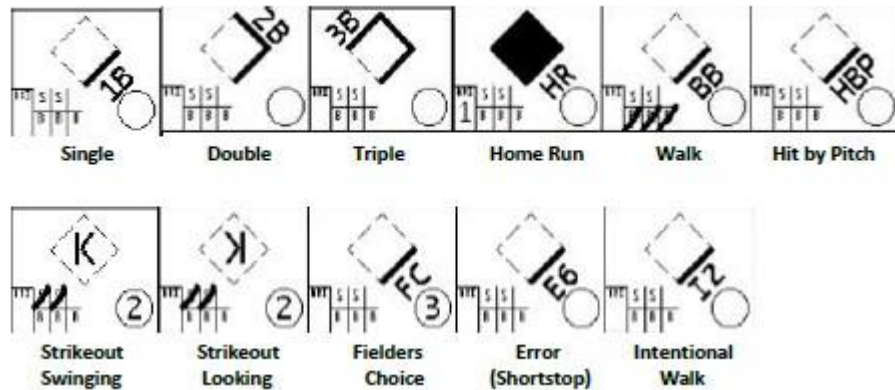 1B 2B 3B HR BB HBP
S S S S S S S S S S S S
B B B B B B B B B B B B B B B B B B
1
Single Double Triple Home Run Walk Hit by Pitch
K ꓘ FC E6 I2
S S S S S S
B B B B B B B B B
2 2 3
Strikeout Strikeout Fielders Error Intentional
Swinging Looking Choice (Shortstop) Walk